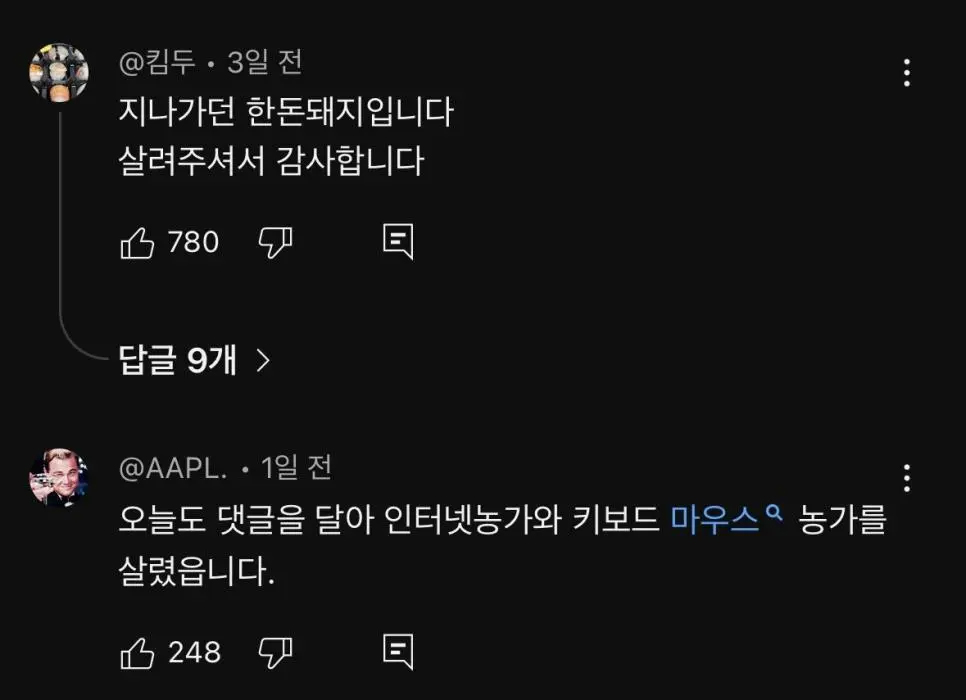 @킴두 • 3일 전
지나가던 한돈돼지입니다
살려주셔서 감사합니다
780
답글 9개
@AAPL. • 1일 전
오늘도 댓글을 달아 인터넷농가와 키보드 마우스 농가를
살렸읍니다.
248